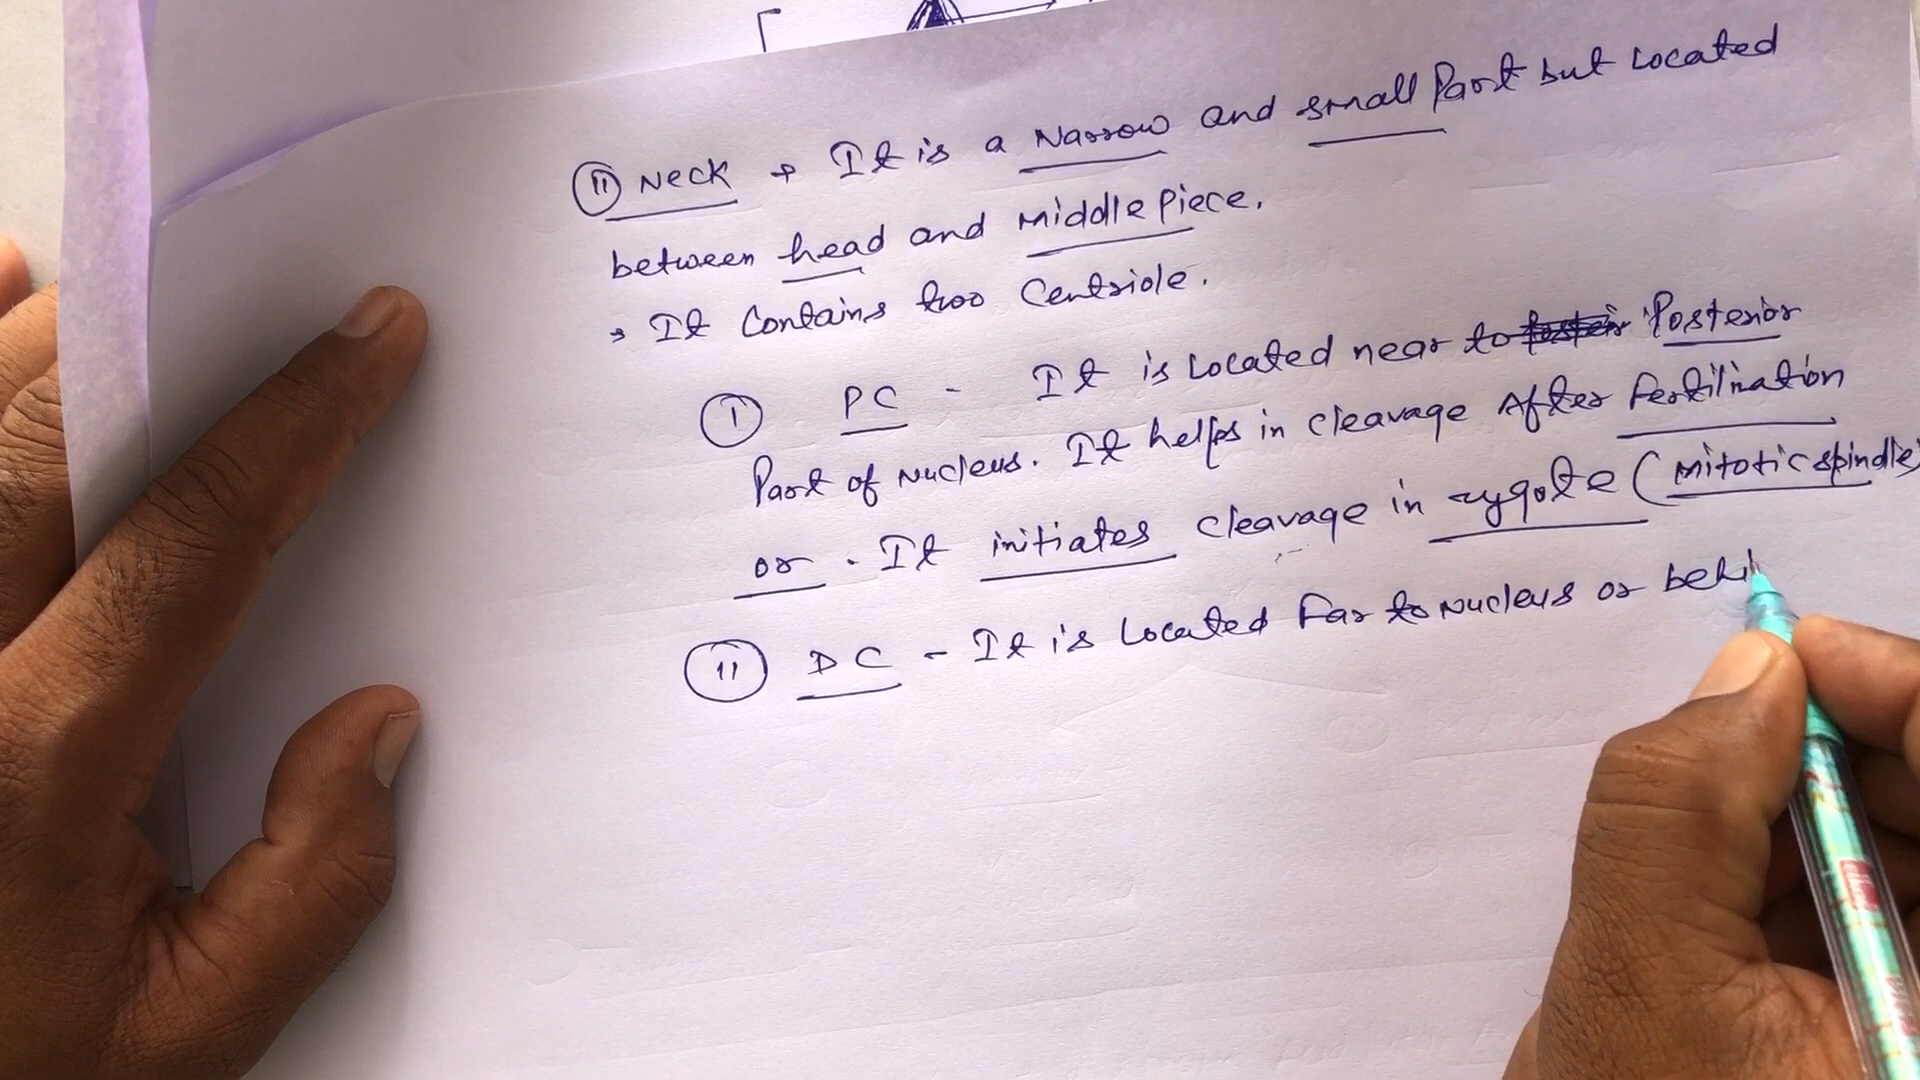 (II) Neck → It is a Narrow and small Part but Located
between head and middle Piece.
→ It Contains two Centriole.
(I) PC - It is Located near to Posterior
Part of Nucleus. It helps in cleavage After Fertilization
or . It initiates cleavage in zygote (mitotic spindle)
(II) DC - It is Located Far to Nucleus or behi